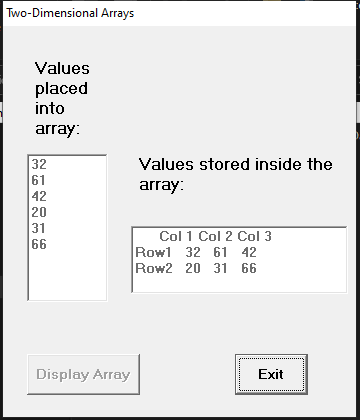 Two-Dimensional Arrays
Values
placed
into
array:
32
61
42
20
31
66
Values stored inside the
array:
Col 1 Col 2 Col 3
Row1 32 61 42
Row2 20 31 66
Display Array
Exit